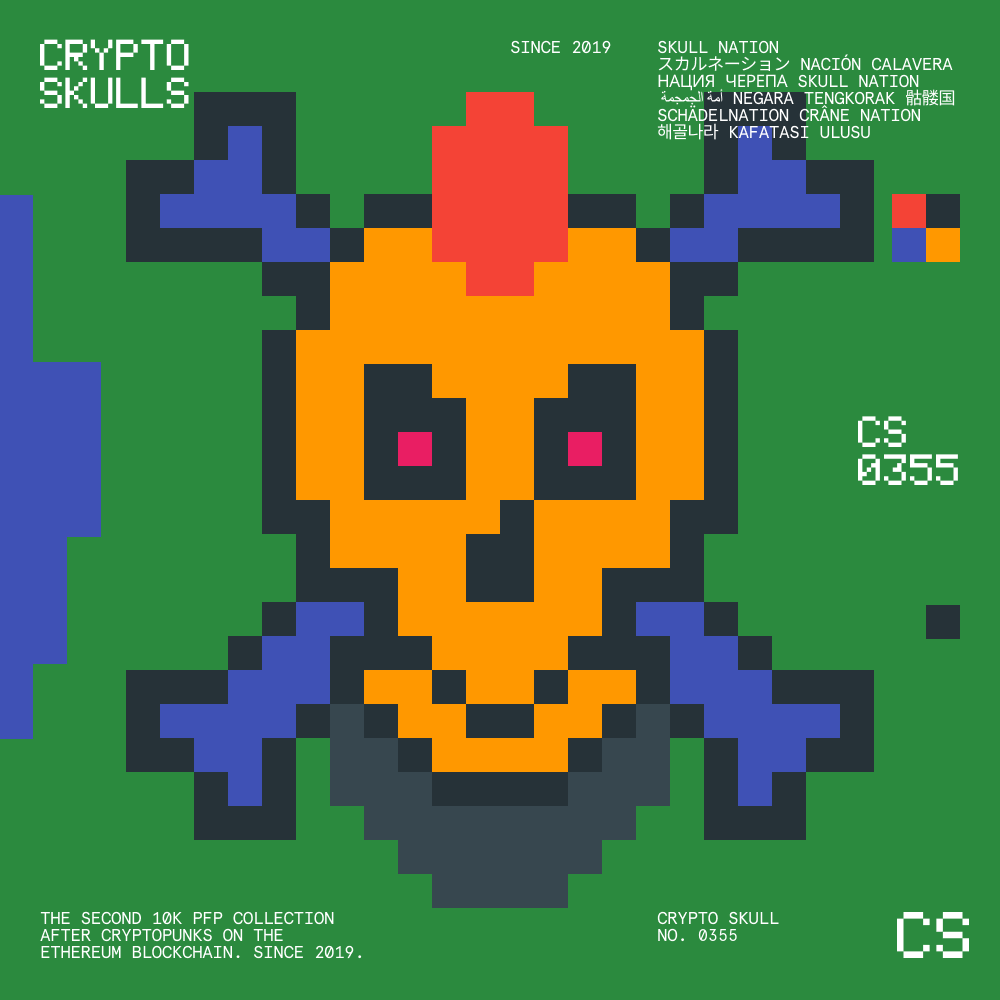 CRYPTO
SKULLS
SINCE 2019
SKULL NATION
スカルネーション NACIÓN CALAVERA
НАЦИЯ ЧЕРЕПА SKULL NATION
أمة الجمجمة NEGARA TENGKORAK 骷髅国
SCHÄDELNATION CRÂNE NATION
해골나라 KAFATASI ULUSU
CS
0355
THE SECOND 10K PFP COLLECTION
AFTER CRYPTOPUNKS ON THE
ETHEREUM BLOCKCHAIN. SINCE 2019.
CRYPTO SKULL
NO. 0355
CS